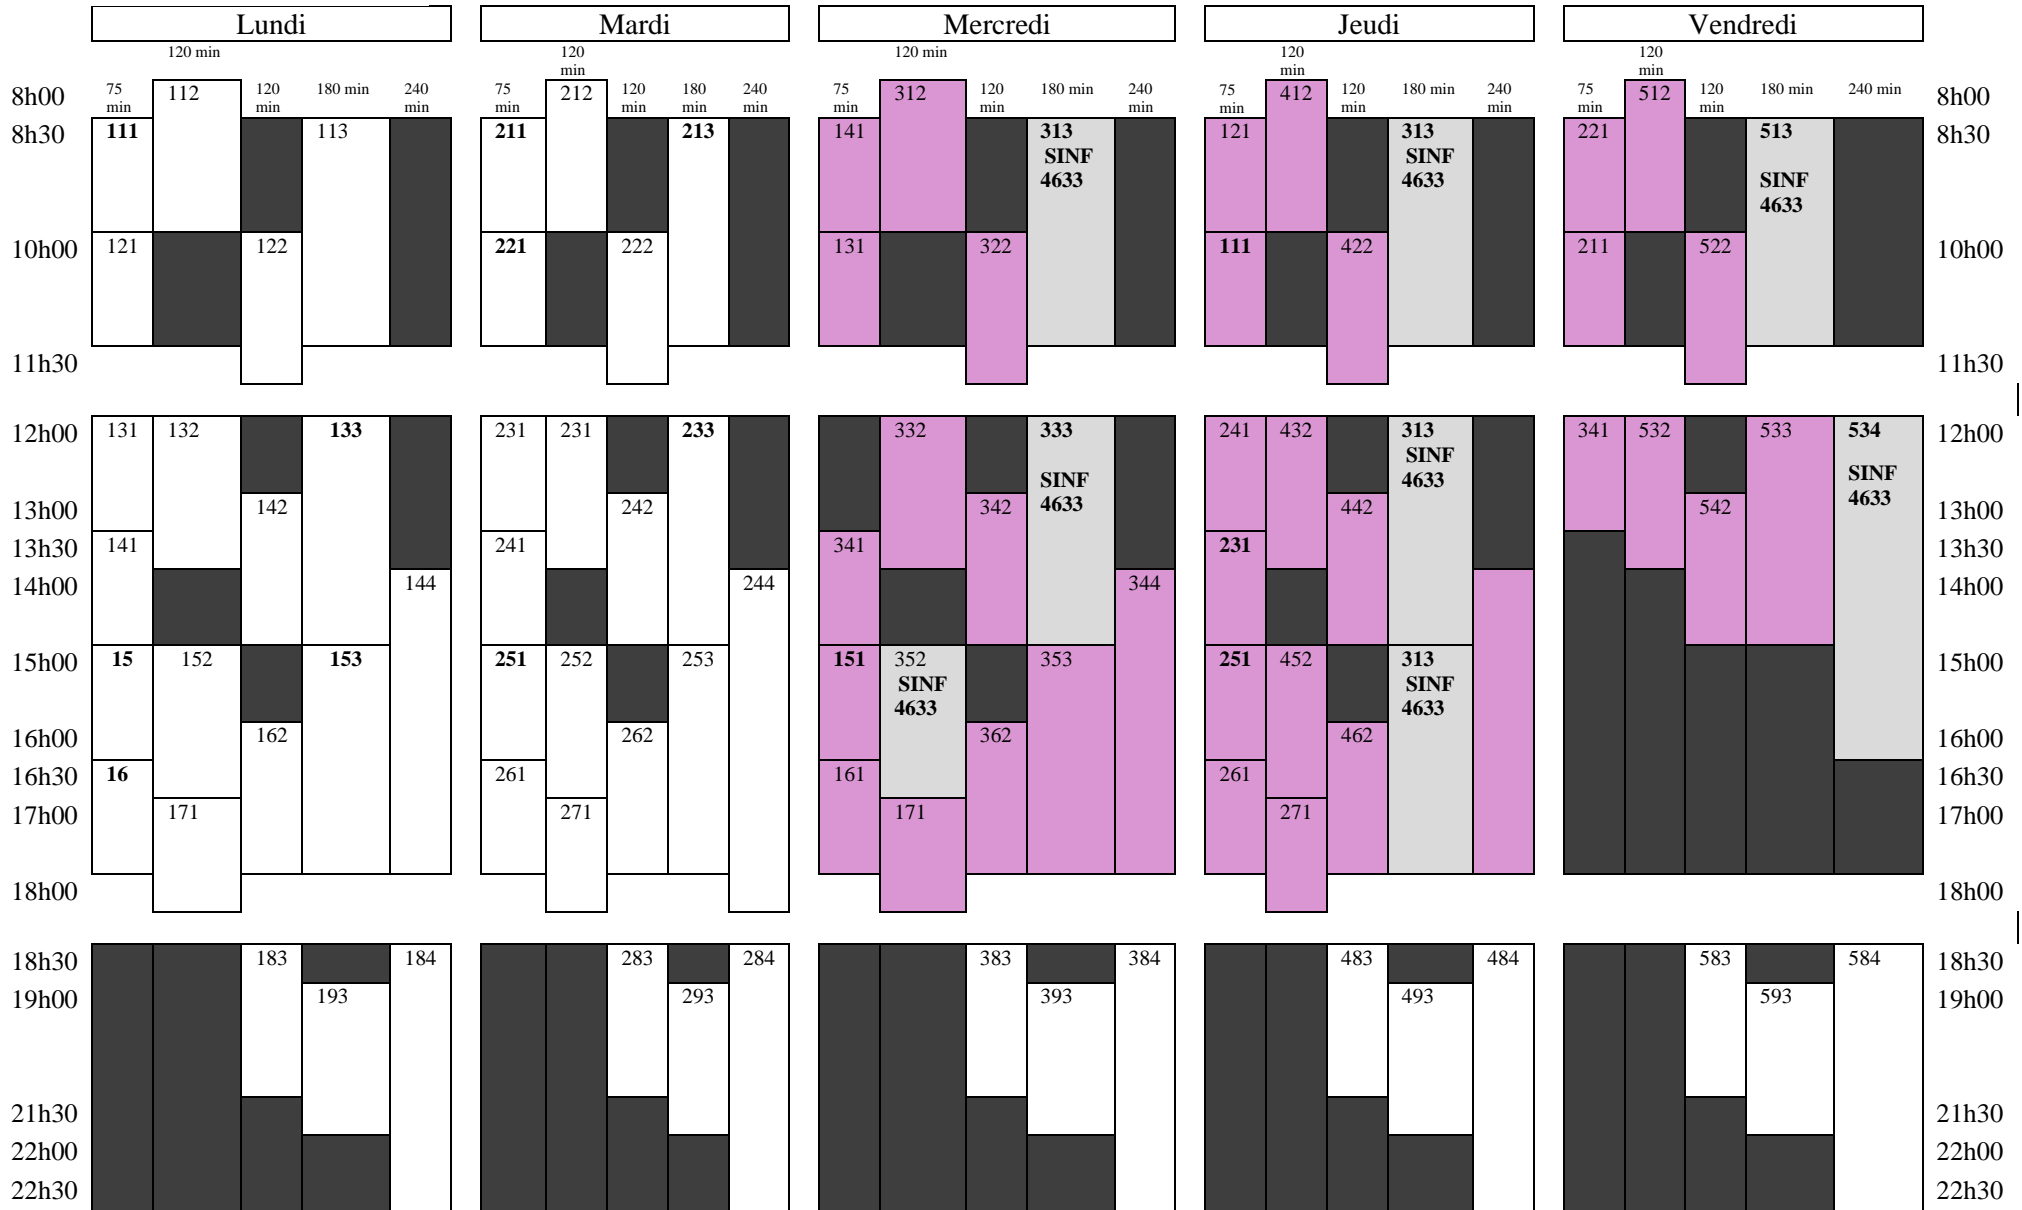 Lundi Mardi Mercredi Jeudi Vendredi
120 min 120 120 min 120 120
min min min
8h00 75 112 120 180 min 240 75 212 120 180 240 75 312 120 180 min 240 75 412 120 180 min 240 75 512 120 180 min 240 min 8h00
min min min min min min min min min min min min min min min
8h30 111 113 211 213 141 313 121 313 221 513 8h30
SINF SINF
4633 4633 SINF
4633
10h00 121 122 221 222 131 322 111 422 211 522 10h00
11h30 11h30
12h00 131 132 133 231 231 233 332 333 241 432 313 341 532 533 534 12h00
SINF
SINF 4633 SINF
13h00 142 242 342 4633 442 542 4633 13h00
13h30 141 241 341 231 13h30
14h00 144 244 344 14h00
15h00 15 152 153 251 252 253 151 352 353 251 452 313 15h00
SINF SINF
4633 4633
16h00 162 262 362 462 16h00
16h30 16 261 161 261 16h30
17h00 171 271 171 271 17h00
18h00 18h00
18h30 183 184 283 284 383 384 483 484 583 584 18h30
19h00 193 293 393 493 593 19h00
21h30 21h30
22h00 22h00
22h30 22h30